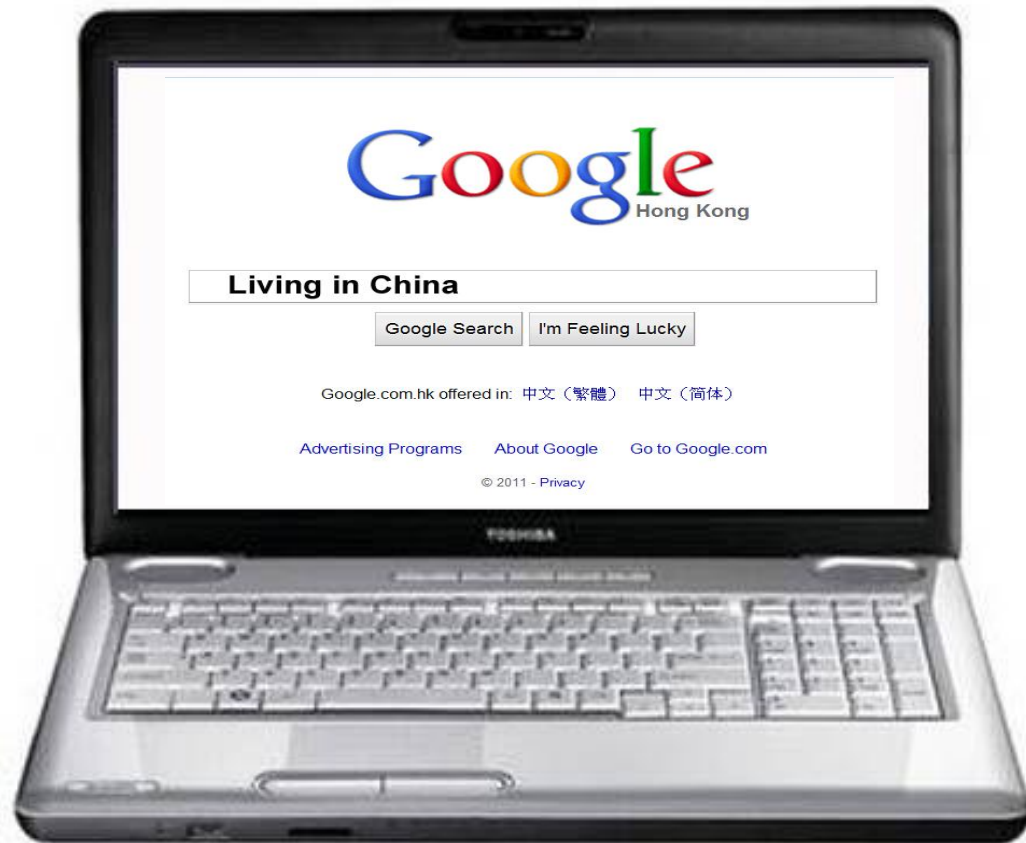 Google
Hong Kong
Living in China
Google Search I'm Feeling Lucky
Google.com.hk offered in: 中文（繁體） 中文（简体）
Advertising Programs About Google Go to Google.com
© 2011 - Privacy
TOSHIBA